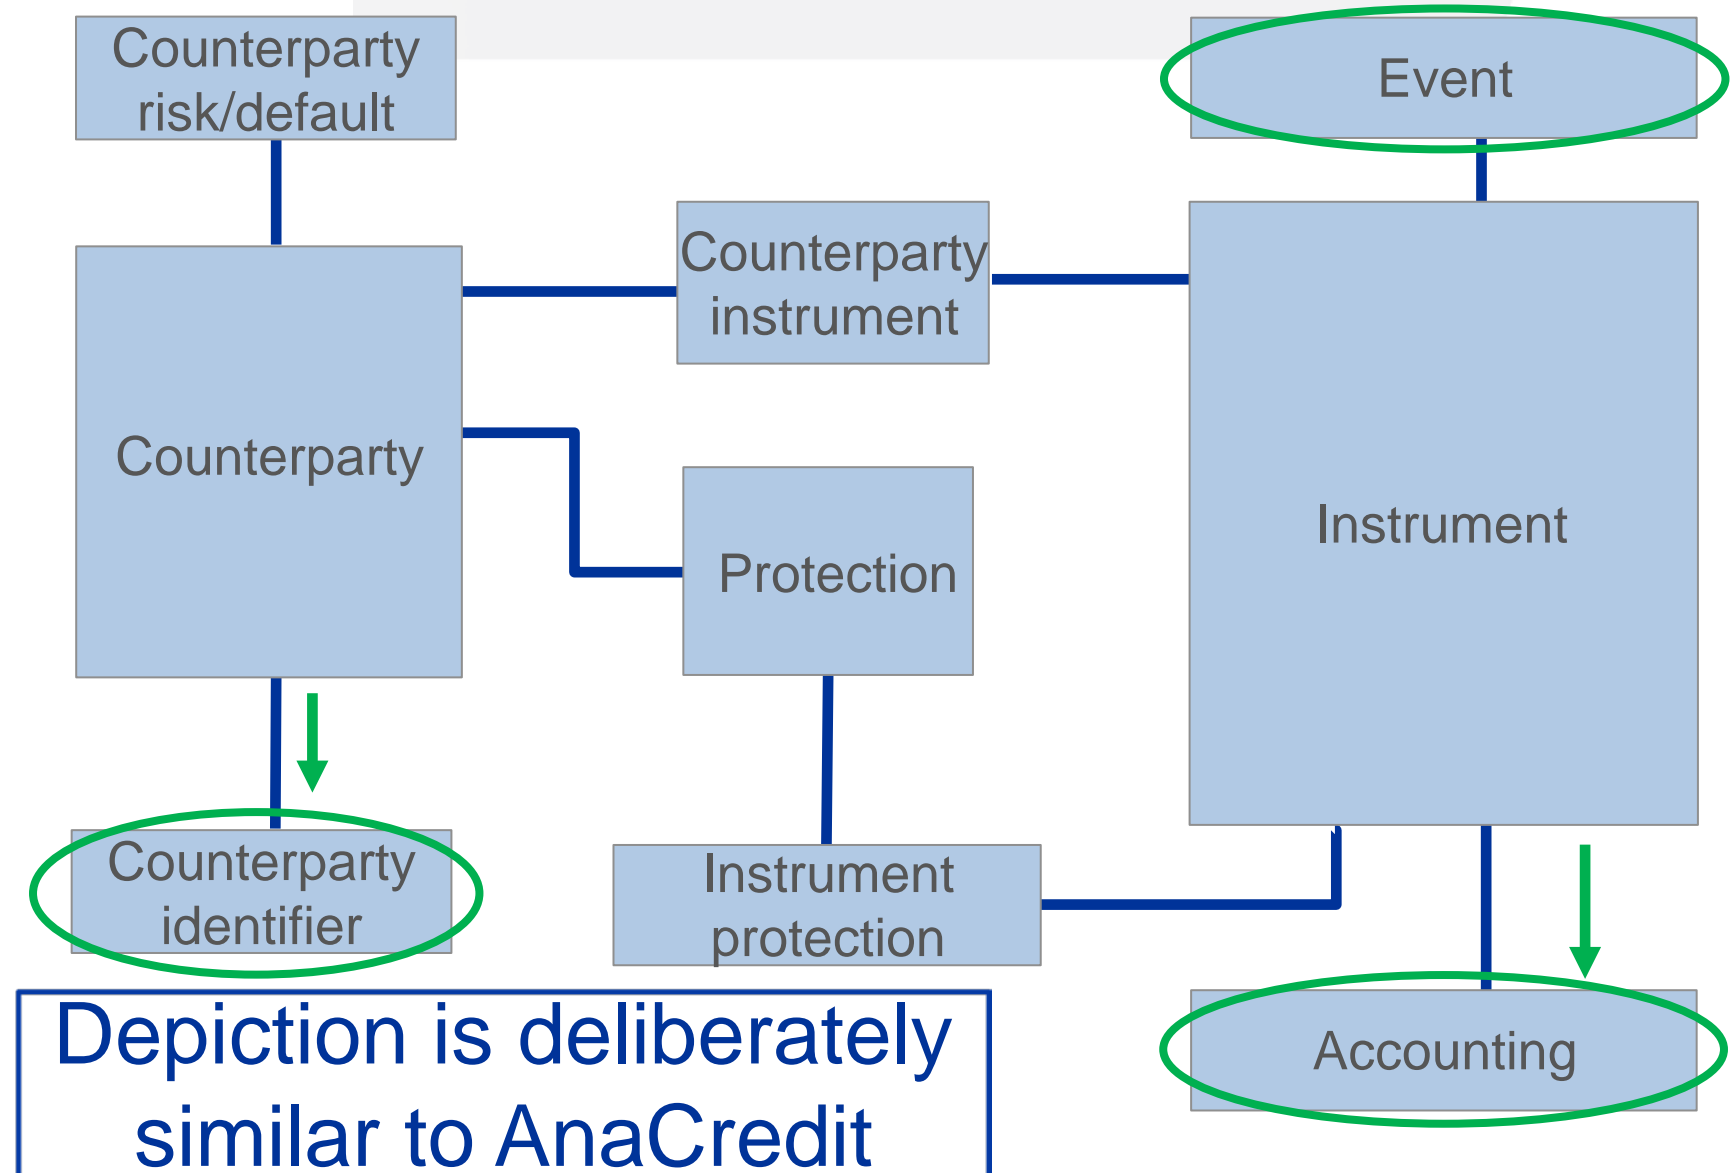 Counterparty
risk/default
Event
Counterparty
instrument
Counterparty
Instrument
Protection
Counterparty
identifier
Instrument
protection
Accounting
Depiction is deliberately
similar to AnaCredit